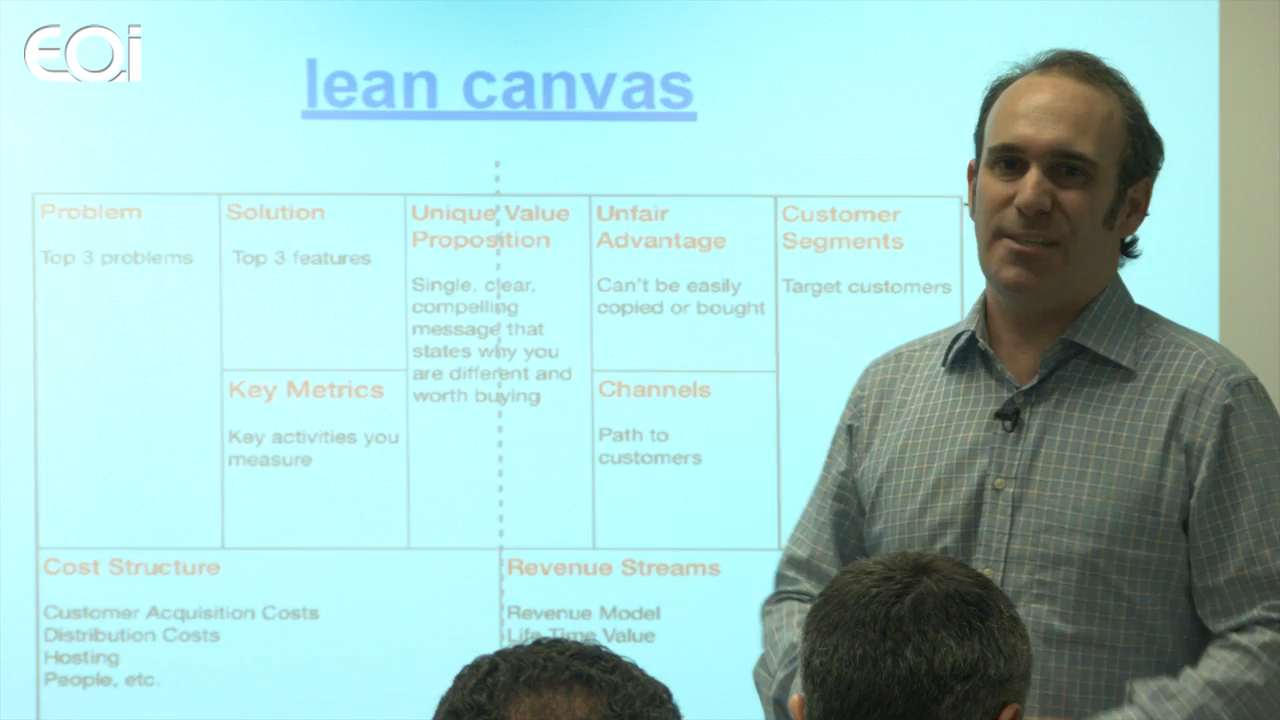 EOi
lean canvas
Problem
Top 3 problems
Solution
Top 3 features
Key Metrics
Key activities you
measure
Unique Value
Proposition
Single, clear,
compelling
message that
states why you
are different and
worth buying
Unfair
Advantage
Can't be easily
copied or bought
Channels
Path to
customers
Customer
Segments
Target customers
Cost Structure
Customer Acquisition Costs
Distribution Costs
Hosting
People, etc.
Revenue Streams
Revenue Model
Life Time Value